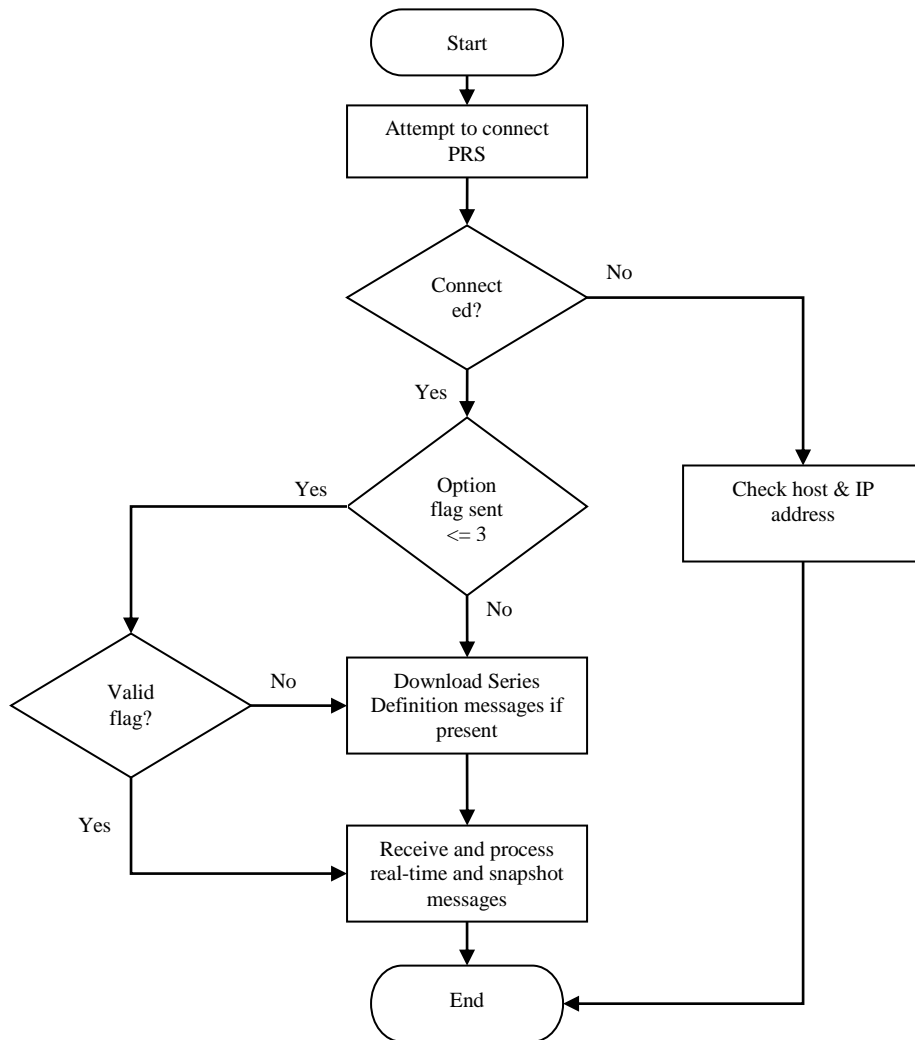 Start
Attempt to connect
PRS
Connect
ed?
No
Yes
Option
flag sent
<= 3
Yes
Check host & IP
address
No
Valid
flag?
No
Download Series
Definition messages if
present
Yes
Receive and process
real-time and snapshot
messages
End